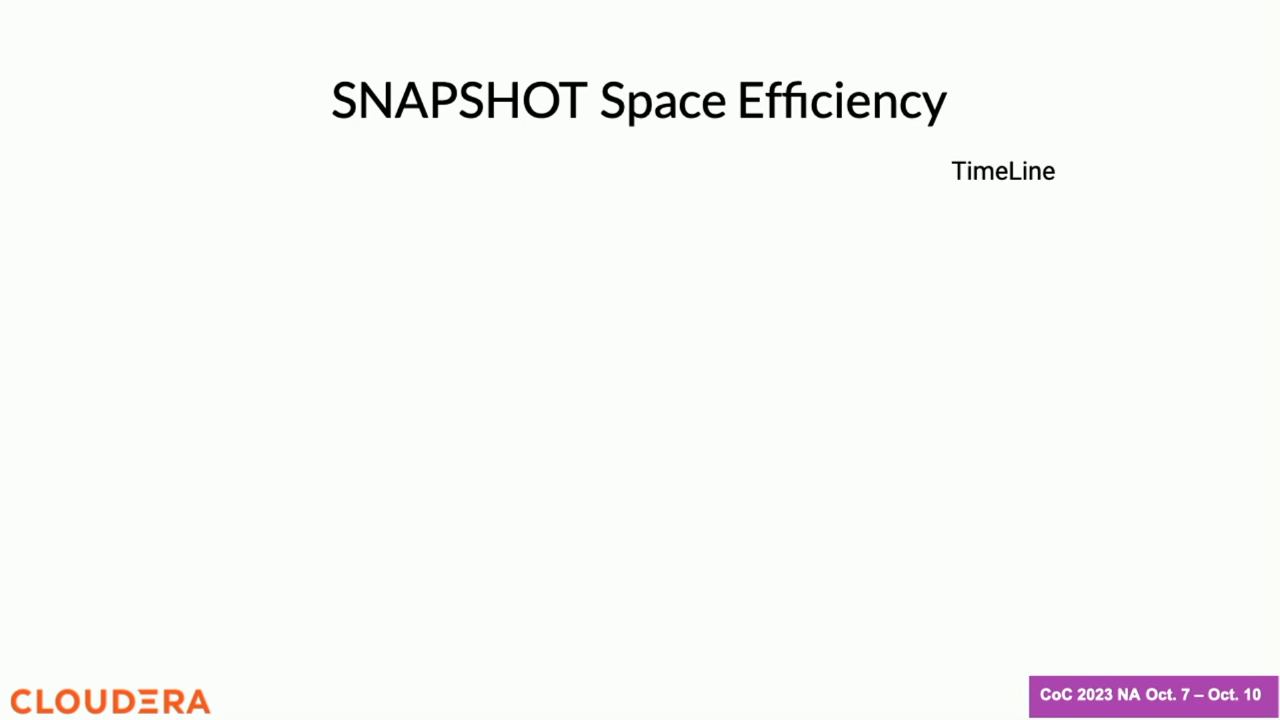 SNAPSHOT Space Efficiency
TimeLine
CLOUDERA
CoC 2023 NA Oct. 7 – Oct. 10